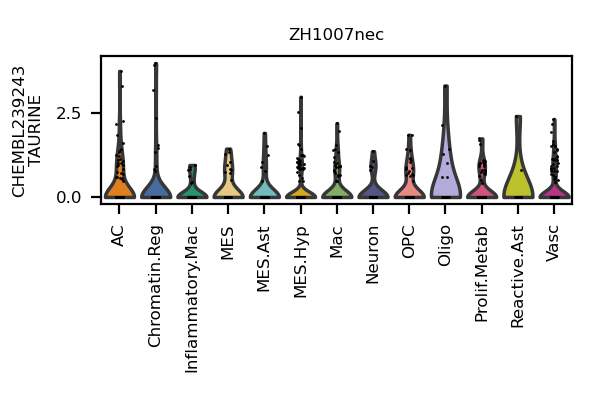 ZH1007nec
CHEMBL239243
TAURINE
2.5
0.0
AC
Chromatin.Reg
Inflammatory.Mac
MES
MES.Ast
MES.Hyp
Mac
Neuron
OPC
Oligo
Prolif.Metab
Reactive.Ast
Vasc